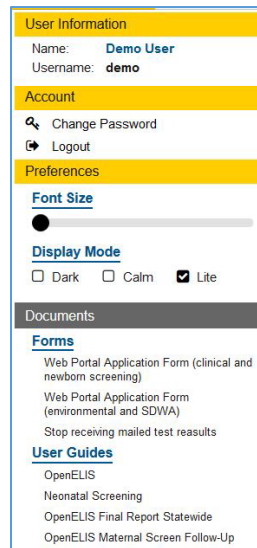 User Information
Name: Demo User
Username: demo
Account
Change Password
Logout
Preferences
Font Size
Display Mode
Dark Calm Lite
Documents
Forms
Web Portal Application Form (clinical and
newborn screening)
Web Portal Application Form
(environmental and SDWA)
Stop receiving mailed test reasults
User Guides
OpenELIS
Neonatal Screening
OpenELIS Final Report Statewide
OpenELIS Maternal Screen Follow-Up